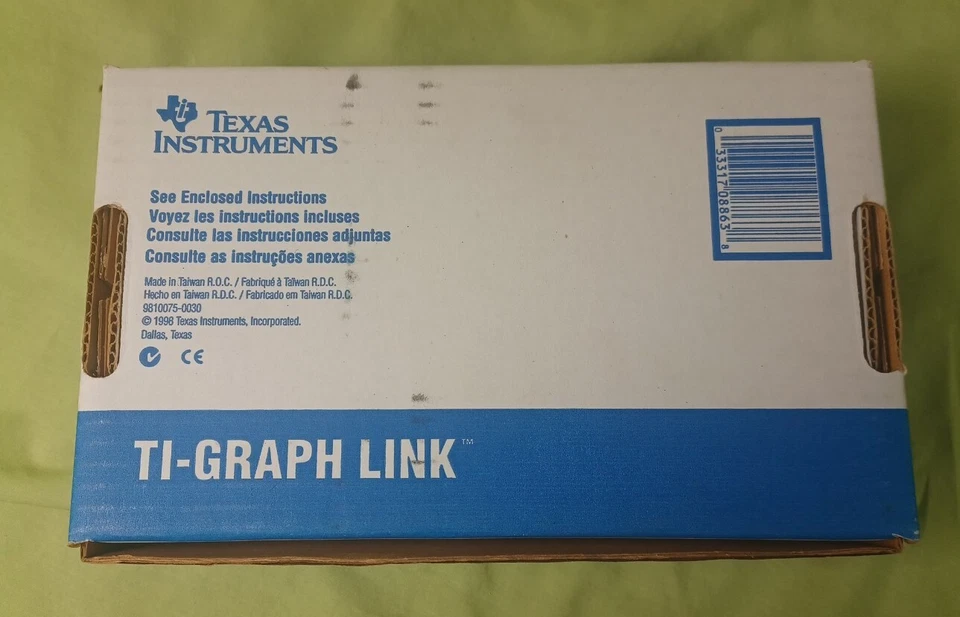 TEXAS
INSTRUMENTS
See Enclosed Instructions
Voyez les instructions incluses
Consulte las instrucciones adjuntas
Consulte as instruções anexas
Made in Taiwan R.O.C. / Fabriqué à Taïwan R.D.C.
Hecho en Taiwan R.D.C. / Fabricado em Taiwan R.D.C.
9810075-0030
© 1998 Texas Instruments, Incorporated.
Dallas, Texas
CE
0 33317 08863 8
TI-GRAPH LINK™